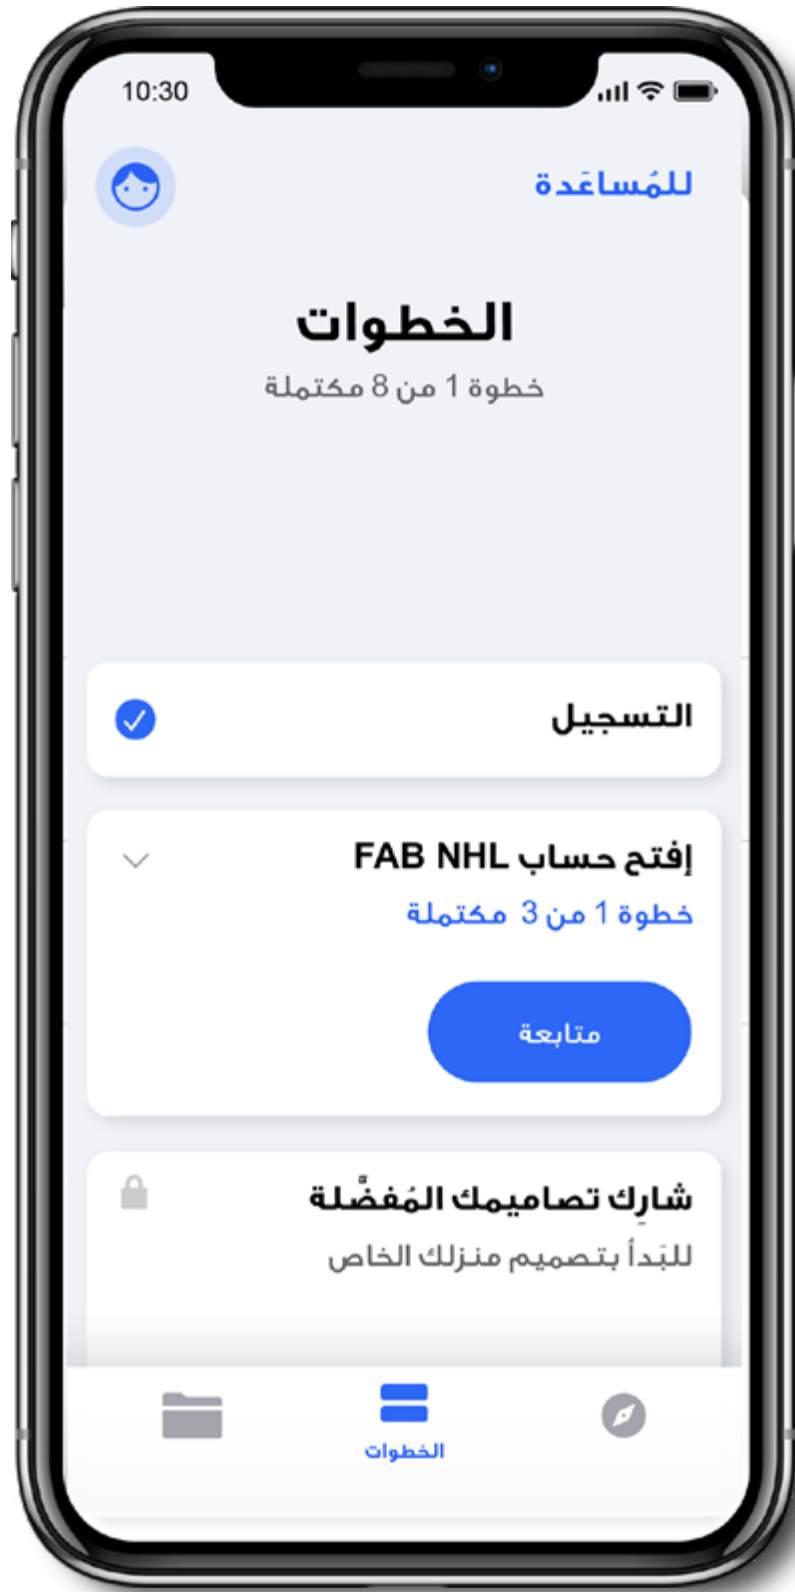 10:30
للمُساعَدة
الخطوات
خطوة 1 من 8 مكتملة
التسجيل
إفتح حساب FAB NHL
خطوة 1 من 3 مكتملة
متابعة
شارِك تصاميمك المُفضَّلة
للبَدأ بتصميم منزلك الخاص
الخطوات